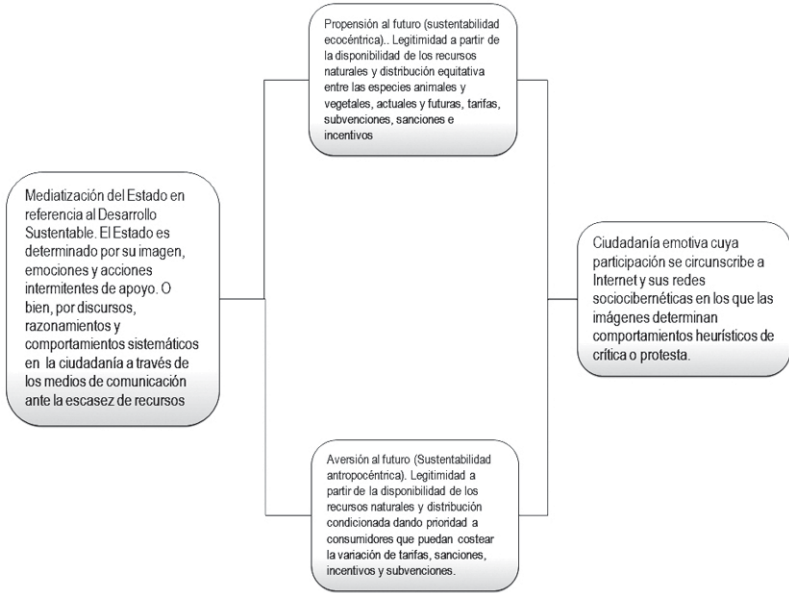 Propensión al futuro (sustentabilidad
ecocéntrica).. Legitimidad a partir de
la disponibilidad de los recursos
naturales y distribución equitativa
entre las especies animales y
vegetales, actuales y futuras, tarifas,
subvenciones, sanciones e
incentivos
Mediatización del Estado en
referencia al Desarrollo
Sustentable. El Estado es
determinado por su imagen,
emociones y acciones
intermitentes de apoyo. O
bien, por discursos,
razonamientos y
comportamientos sistemáticos
en la ciudadanía a través de
los medios de comunicación
ante la escasez de recursos
Ciudadanía emotiva cuya
participación se circunscribe a
Internet y sus redes
sociocibernéticas en los que las
imágenes determinan
comportamientos heurísticos de
crítica o protesta.
Aversión al futuro (Sustentabilidad
antropocéntrica). Legitimidad a
partir de la disponibilidad de los
recursos naturales y distribución
condicionada dando prioridad a
consumidores que puedan costear
la variación de tarifas, sanciones,
incentivos y subvenciones.